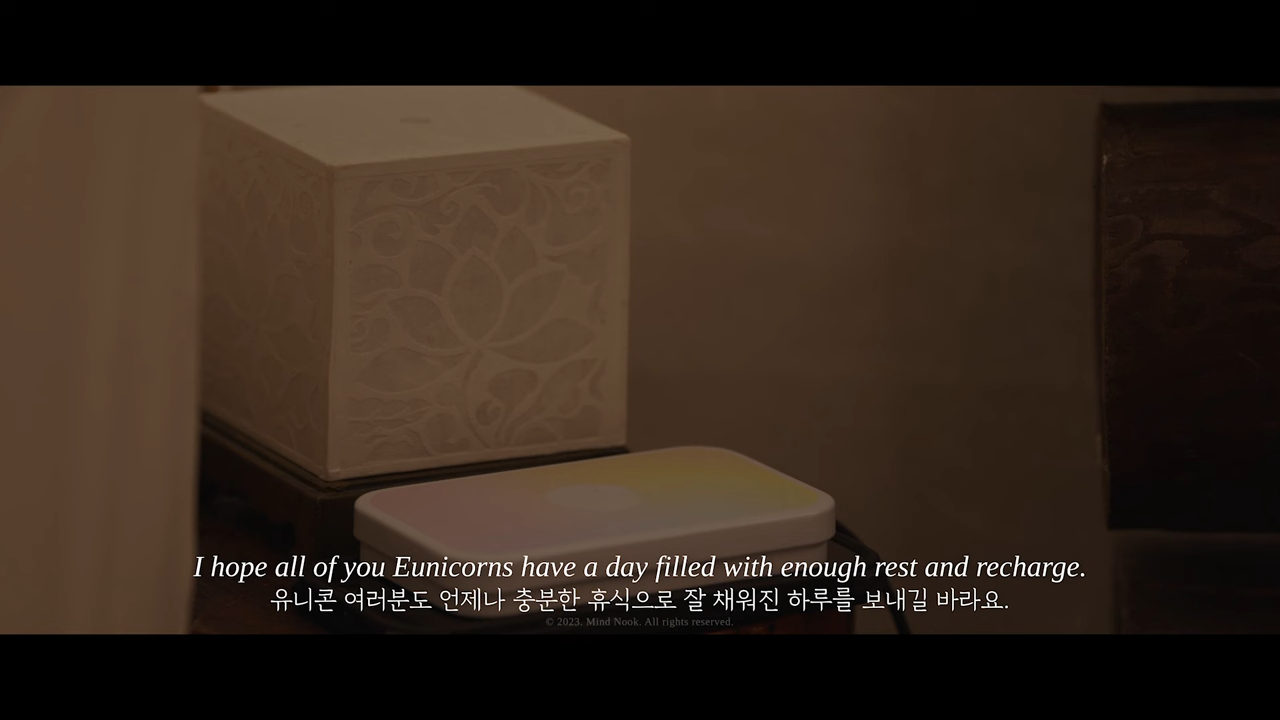 I hope all of you Eunicorns have a day filled with enough rest and recharge.
유니콘 여러분도 언제나 충분한 휴식으로 잘 채워진 하루를 보내길 바라요.
© 2023. Mind Nook. All rights reserved.